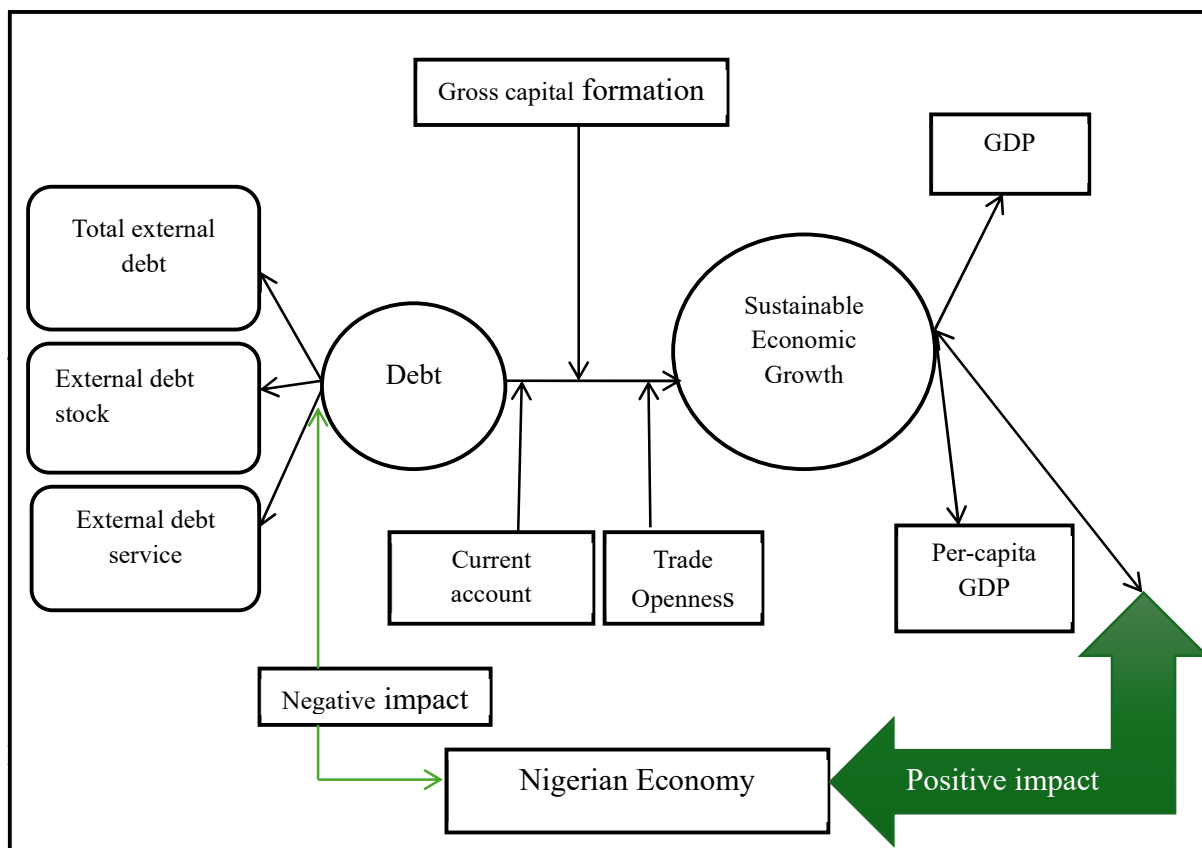 Gross capital formation
GDP
Total external
debt
External debt
stock
External debt
service
Debt
Sustainable
Economic
Growth
Current
account
Trade
Openness
Per-capita
GDP
Negative impact
Nigerian Economy
Positive impact